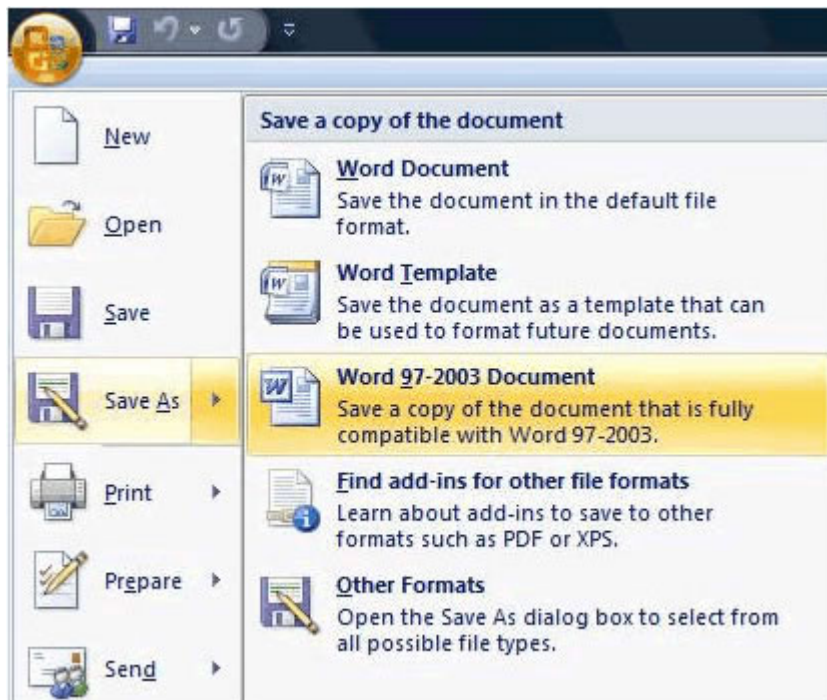 New
Open
Save
Save As
Print
Prepare
Send
Save a copy of the document
Word Document
Save the document in the default file
format.
Word Template
Save the document as a template that can
be used to format future documents.
Word 97-2003 Document
Save a copy of the document that is fully
compatible with Word 97-2003.
Find add-ins for other file formats
Learn about add-ins to save to other
formats such as PDF or XPS.
Other Formats
Open the Save As dialog box to select from
all possible file types.